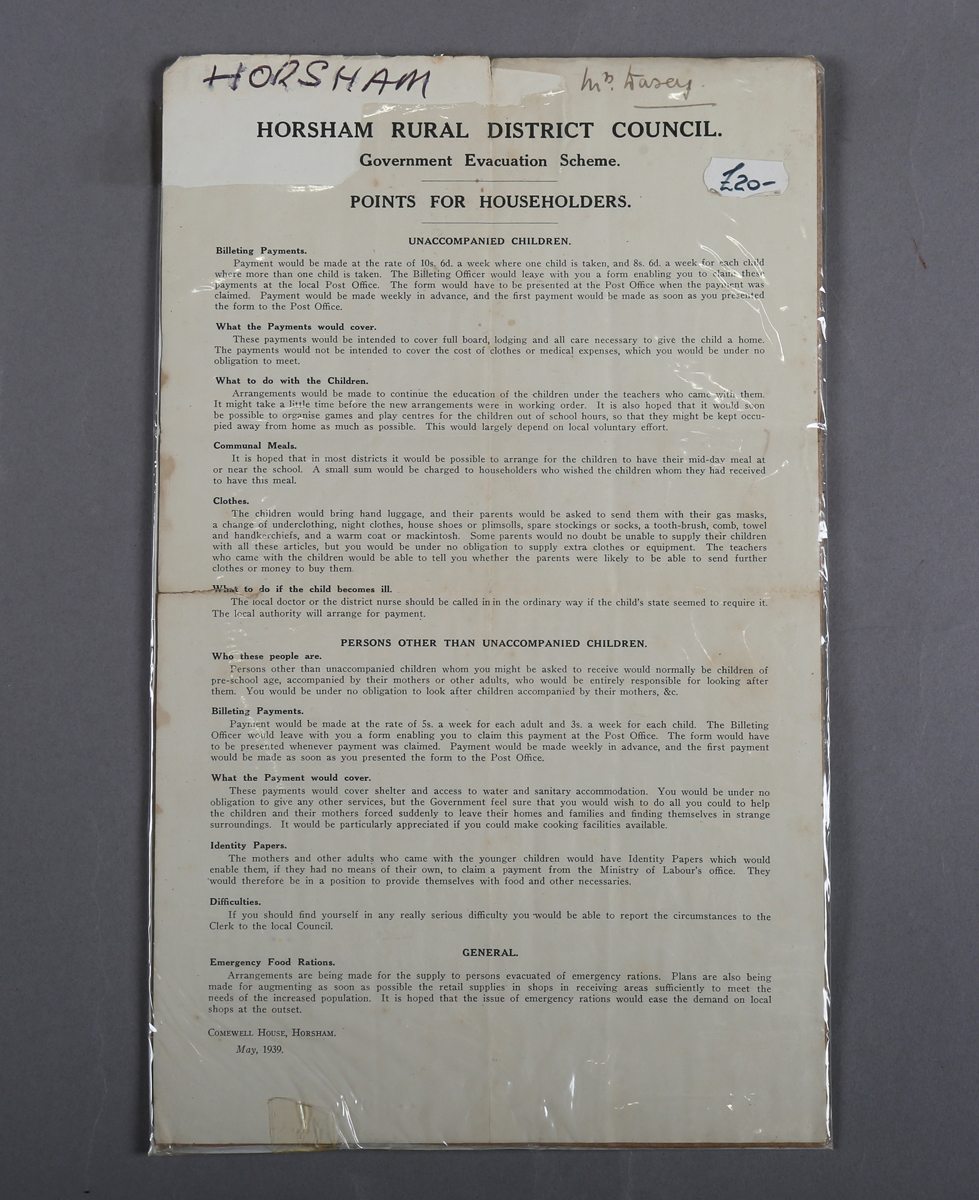 HORSHAM
HORSHAM RURAL DISTRICT COUNCIL.
Government Evacuation Scheme.
£20-
POINTS FOR HOUSEHOLDERS.
UNACCOMPANIED CHILDREN.
Billeting Payments.
Payment would be made at the rate of 10s. 6d. a week where one child is taken, and 8s. 6d. a week for each child
where more than one child is taken. The Billeting Officer would leave with you a form enabling you to claim these
payments at the local Post Office. The form would have to be presented at the Post Office when the payment was
claimed. Payment would be made weekly in advance, and the first payment would be made as soon as you presented
the form to the Post Office.
What the Payments would cover.
These payments would be intended to cover full board, lodging and all care necessary to give the child a home.
The payments would not be intended to cover the cost of clothes or medical expenses, which you would be under no
obligation to meet.
What to do with the Children.
Arrangements would be made to continue the education of the children under the teachers who came with them.
It might take a little time before the new arrangements were in working order. It is also hoped that it would soon
be possible to organise games and play centres for the children out of school hours, so that they might be kept occu-
pied away from home as much as possible. This would largely depend on local voluntary effort.
Communal Meals.
It is hoped that in most districts it would be possible to arrange for the children to have their mid-day meal at
or near the school. A small sum would be charged to householders who wished the children whom they had received
to have this meal.
Clothes.
The children would bring hand luggage, and their parents would be asked to send them with their gas masks,
a change of underclothing, night clothes, house shoes or plimsolls, spare stockings or socks, a tooth-brush, comb, towel
and handkerchiefs, and a warm coat or mackintosh. Some parents would no doubt be unable to supply their children
with all these articles, but you would be under no obligation to supply extra clothes or equipment. The teachers
who came with the children would be able to tell you whether the parents were likely to be able to send further
clothes or money to buy them.
What to do if the child becomes ill.
The local doctor or the district nurse should be called in in the ordinary way if the child's state seemed to require it.
The local authority will arrange for payment.
PERSONS OTHER THAN UNACCOMPANIED CHILDREN.
Who these people are.
Persons other than unaccompanied children whom you might be asked to receive would normally be children of
pre-school age, accompanied by their mothers or other adults, who would be entirely responsible for looking after
them. You would be under no obligation to look after children accompanied by their mothers, &c.
Billeting Payments.
Payment would be made at the rate of 5s. a week for each adult and 3s. a week for each child. The Billeting
Officer would leave with you a form enabling you to claim this payment at the Post Office. The form would have
to be presented whenever payment was claimed. Payment would be made weekly in advance, and the first payment
would be made as soon as you presented the form to the Post Office.
What the Payment would cover.
These payments would cover shelter and access to water and sanitary accommodation. You would be under no
obligation to give any other services, but the Government feel sure that you would wish to do all you could to help
the children and their mothers forced suddenly to leave their homes and families and finding themselves in strange
surroundings. It would be particularly appreciated if you could make cooking facilities available.
Identity Papers.
The mothers and other adults who came with the younger children would have Identity Papers which would
enable them, if they had no means of their own, to claim a payment from the Ministry of Labour's office. They
would therefore be in a position to provide themselves with food and other necessaries.
Difficulties.
If you should find yourself in any really serious difficulty you would be able to report the circumstances to the
Clerk to the local Council.
GENERAL.
Emergency Food Rations.
Arrangements are being made for the supply to persons evacuated of emergency rations. Plans are also being
made for augmenting as soon as possible the retail supplies in shops in receiving areas sufficiently to meet the
needs of the increased population. It is hoped that the issue of emergency rations would ease the demand on local
shops at the outset.
COMEWELL HOUSE, HORSHAM.
May, 1939.